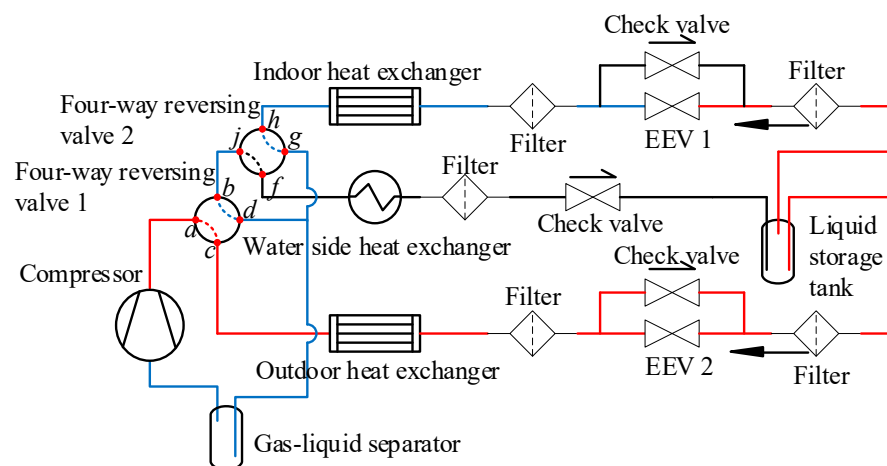 Check valve
Indoor heat exchanger
Filter
Four-way reversing
valve 2
h
j
g
Filter
EEV 1
Four-way reversing
valve 1
f
Filter
b
d
a
c
Water side heat exchanger
Check valve
Liquid
storage
tank
Compressor
Check valve
Filter
Outdoor heat exchanger
EEV 2
Filter
Gas-liquid separator